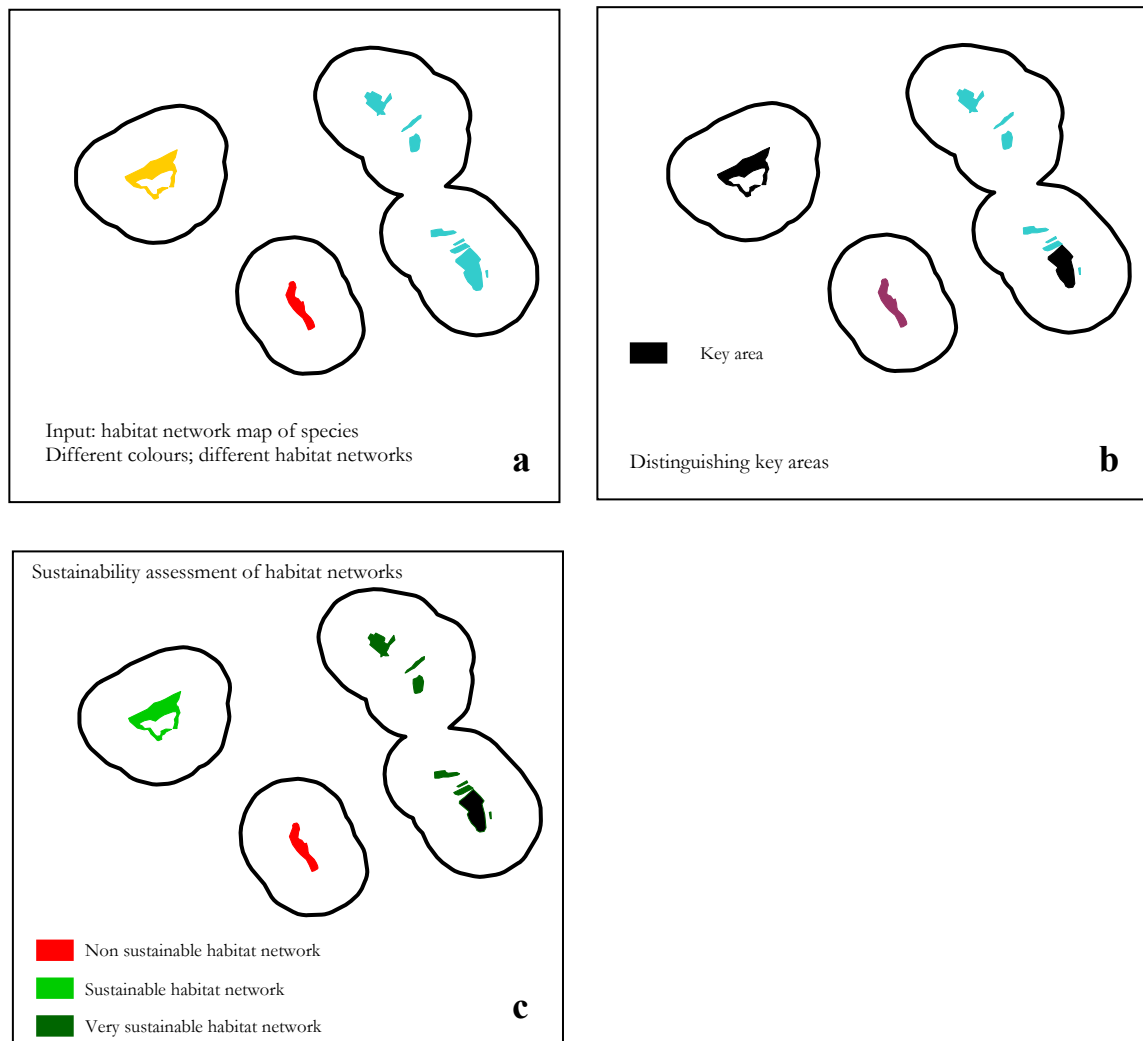 Input: habitat network map of species
Different colours; different habitat networks
a
Key area
Distinguishing key areas
b
Sustainability assessment of habitat networks
Non sustainable habitat network
Sustainable habitat network
Very sustainable habitat network
c